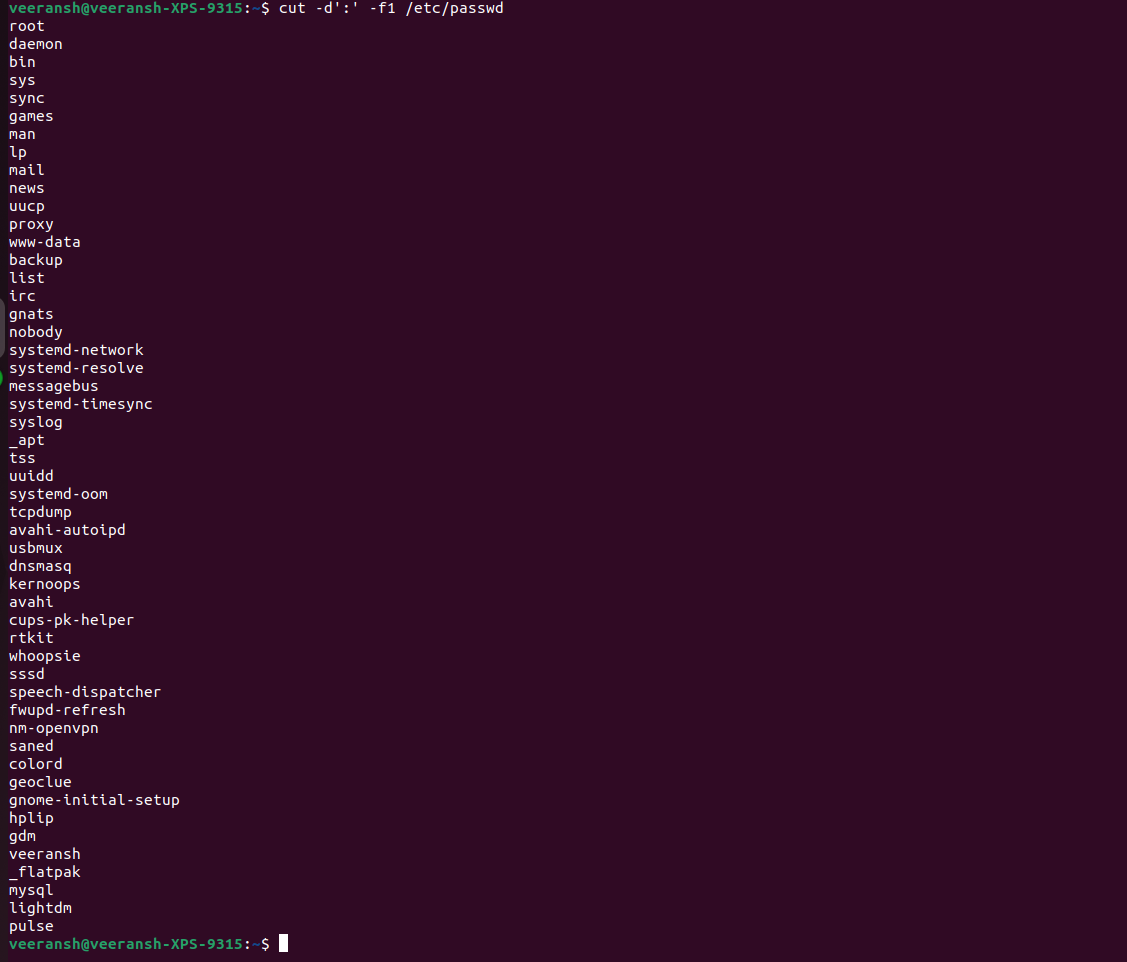 veeransh@veeransh-XPS-9315:~$ cut -d':' -f1 /etc/passwd
root
daemon
bin
sys
sync
games
man
lp
mail
news
uucp
proxy
www-data
backup
list
irc
gnats
nobody
systemd-network
systemd-resolve
messagebus
systemd-timesync
syslog
_apt
tss
uuidd
systemd-oom
tcpdump
avahi-autoipd
usbmux
dnsmasq
kernoops
avahi
cups-pk-helper
rtkit
whoopsie
sssd
speech-dispatcher
fwupd-refresh
nm-openvpn
saned
colord
geoclue
gnome-initial-setup
hplip
gdm
veeransh
_flatpak
mysql
lightdm
pulse
veeransh@veeransh-XPS-9315:~$